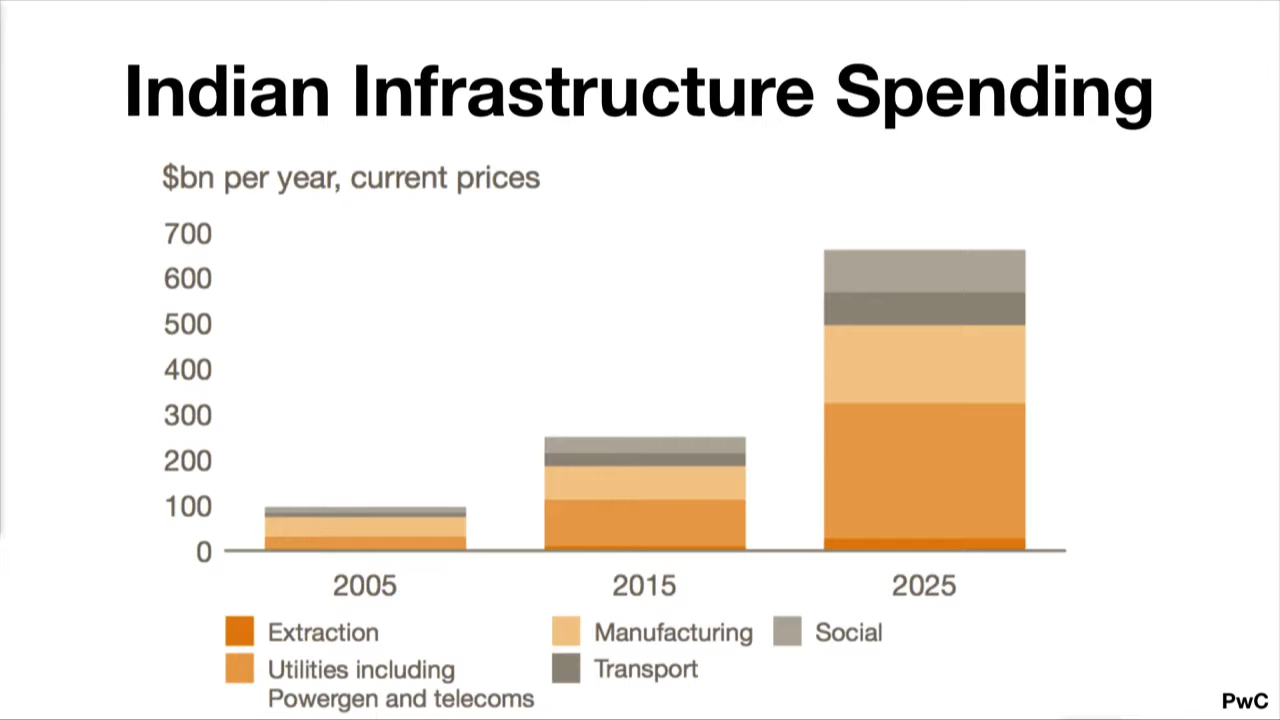 Indian Infrastructure Spending
$bn per year, current prices
700
600
500
400
300
200
100
0
2005 2015 2025
Extraction Manufacturing Social
Utilities including Transport
Powergen and telecoms
PwC